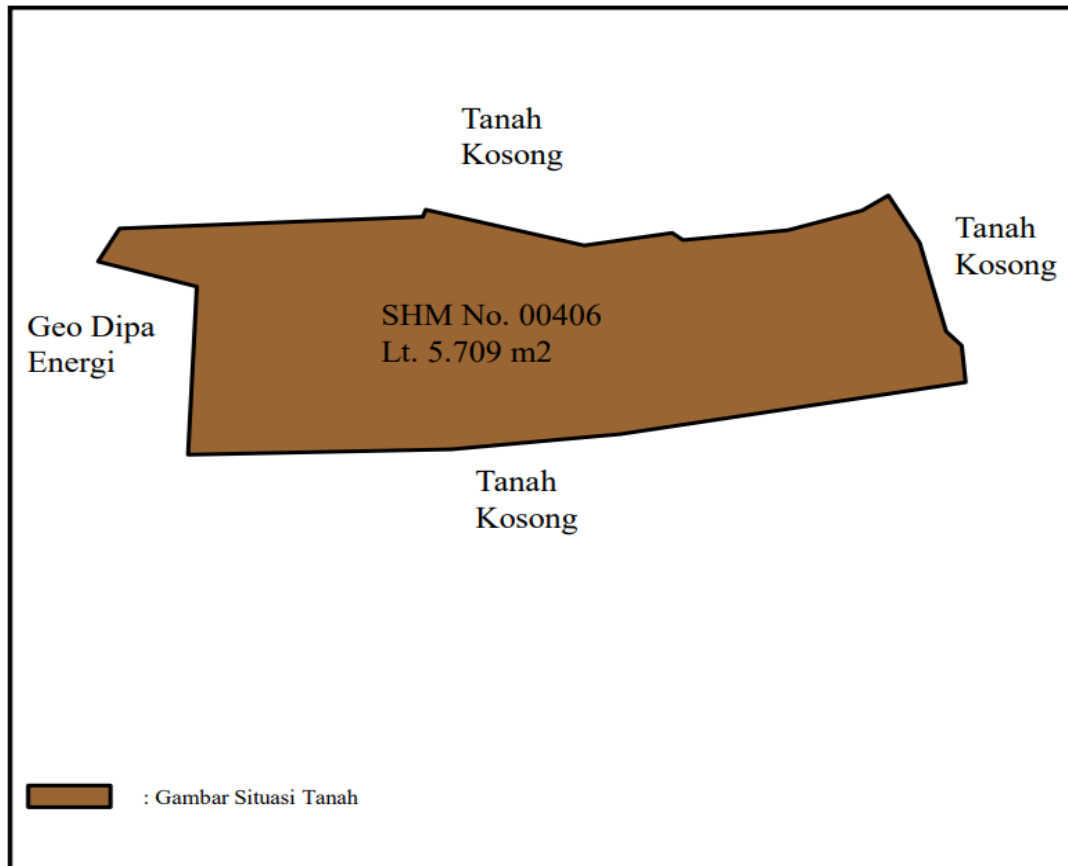 Tanah
Kosong
Tanah
Kosong
Geo Dipa
Energi
SHM No. 00406
Lt. 5.709 m2
Tanah
Kosong
: Gambar Situasi Tanah